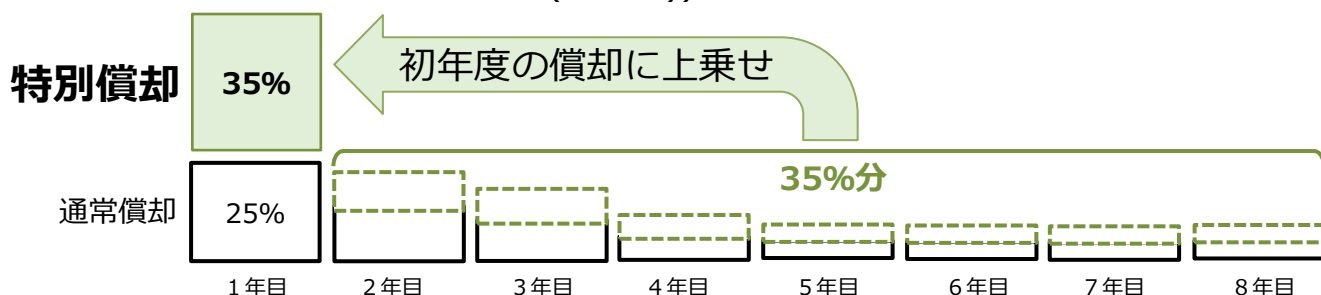 初年度の償却に上乗せ
特別償却 35%
35%分
通常償却 25%
1年目 2年目 3年目 4年目 5年目 6年目 7年目 8年目